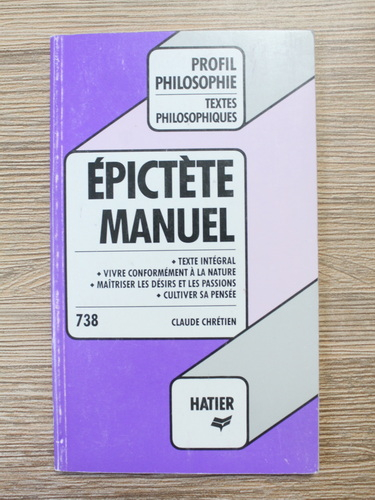 PROFIL
PHILOSOPHIE
TEXTES
PHILOSOPHIQUES
ÉPICTÈTE
MANUEL
• TEXTE INTÉGRAL
• VIVRE CONFORMÉMENT À LA NATURE
• MAÎTRISER LES DÉSIRS ET LES PASSIONS
• CULTIVER SA PENSÉE
738 CLAUDE CHRÉTIEN
HATIER